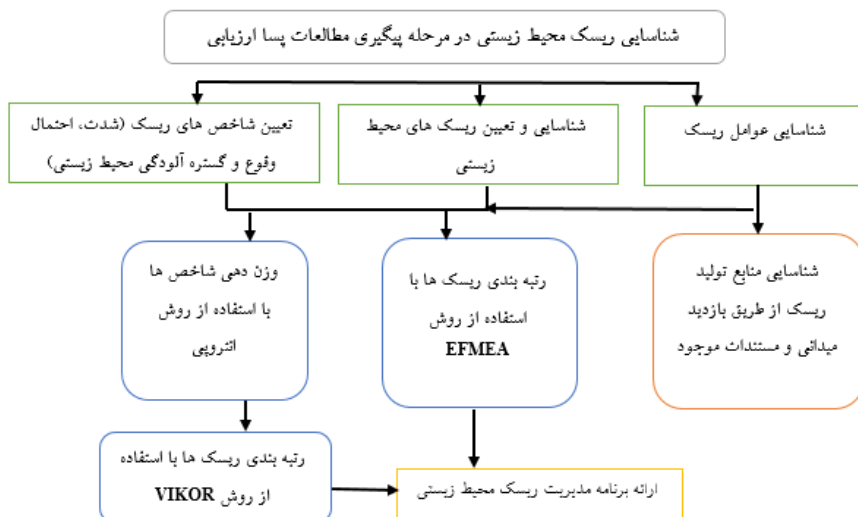 شناسایی ریسک محیط زیستی در مرحله پیگیری مطالعات پسا ارزیابی
شناسایی عوامل ریسک
شناسایی و تعیین ریسک های محیط
زیستی
تعیین شاخص های ریسک (شدت، احتمال
وقوع و گستره آلودگی محیط زیستی)
شناسایی منابع تولید
ریسک از طریق بازدید
میدانی و مستندات موجود
رتبه بندی ریسک ها با
استفاده از روش
EFMEA
وزن دهی شاخص ها
با استفاده از روش
انتروپی
رتبه بندی ریسک ها با استفاده
از روش VIKOR
ارائه برنامه مدیریت ریسک محیط زیستی